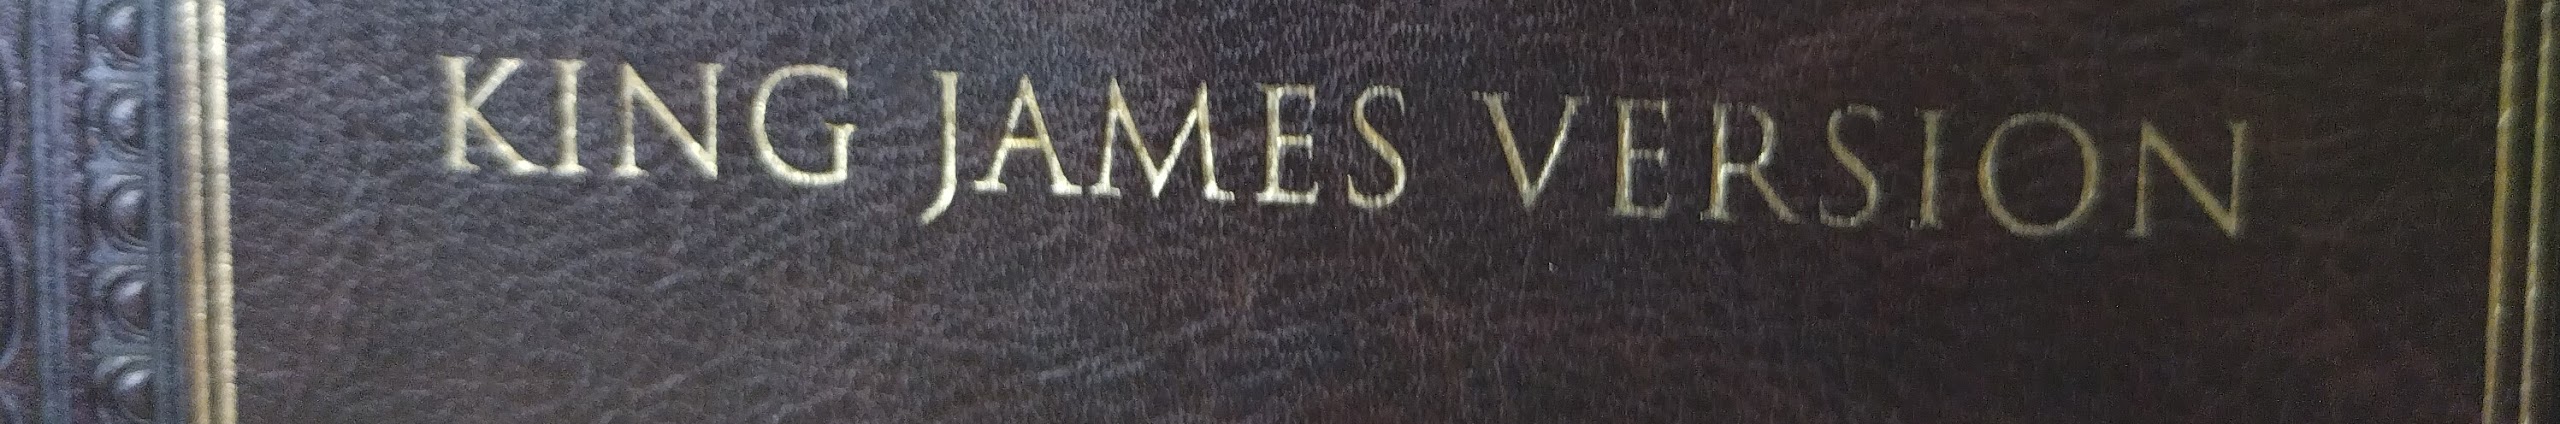 KING JAMES VERSION